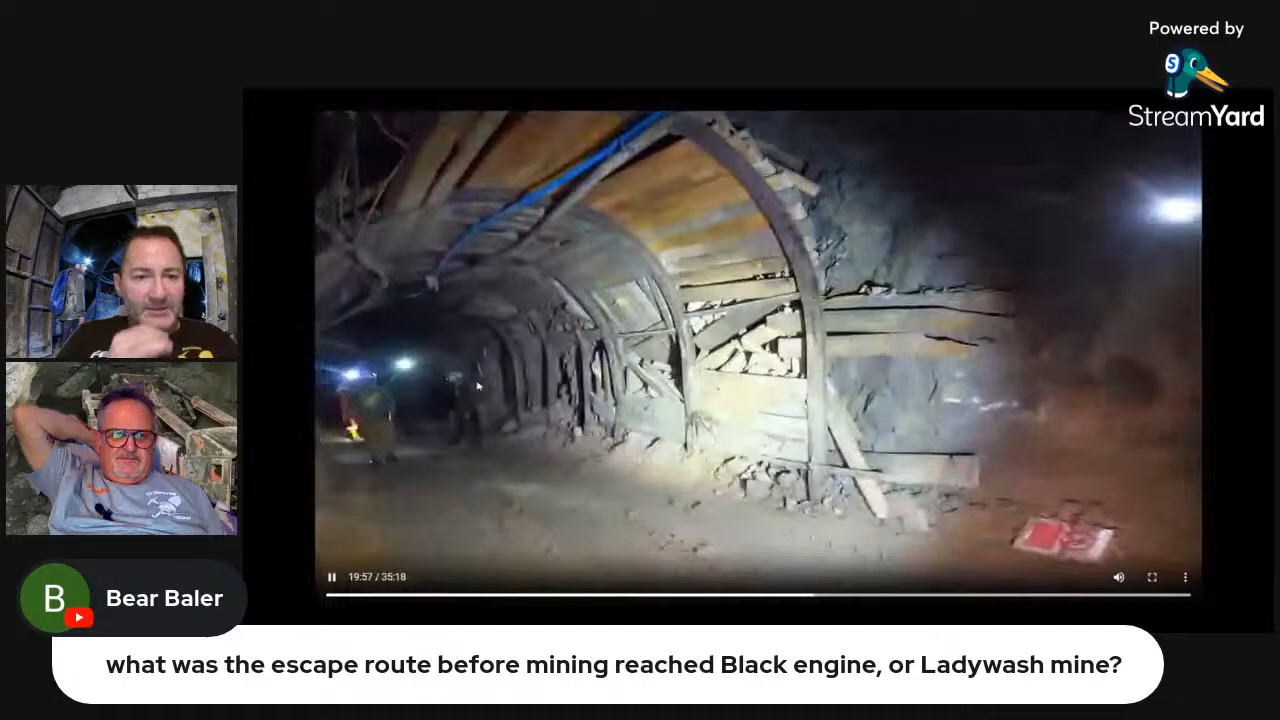 Powered by
StreamYard
19:57 / 35:18
B
Bear Baler
what was the escape route before mining reached Black engine, or Ladywash mine?